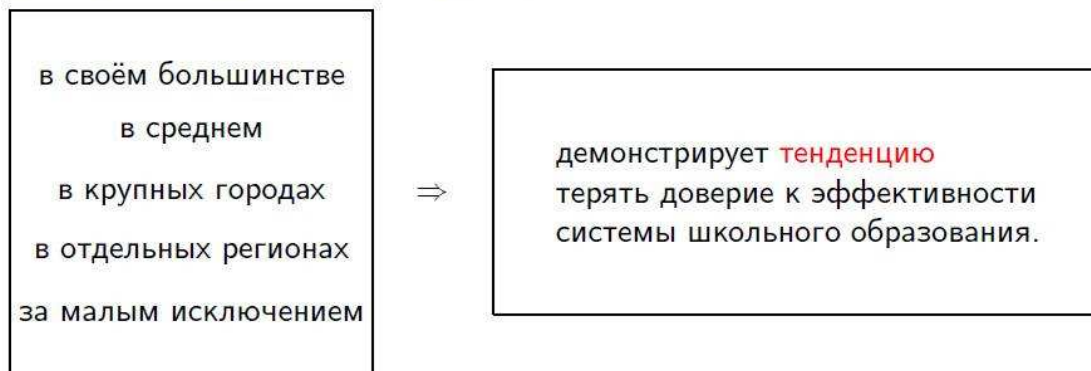 в своём большинстве
в среднем
в крупных городах
в отдельных регионах
за малым исключением
⇒
демонстрирует тенденцию
терять доверие к эффективности
системы школьного образования.